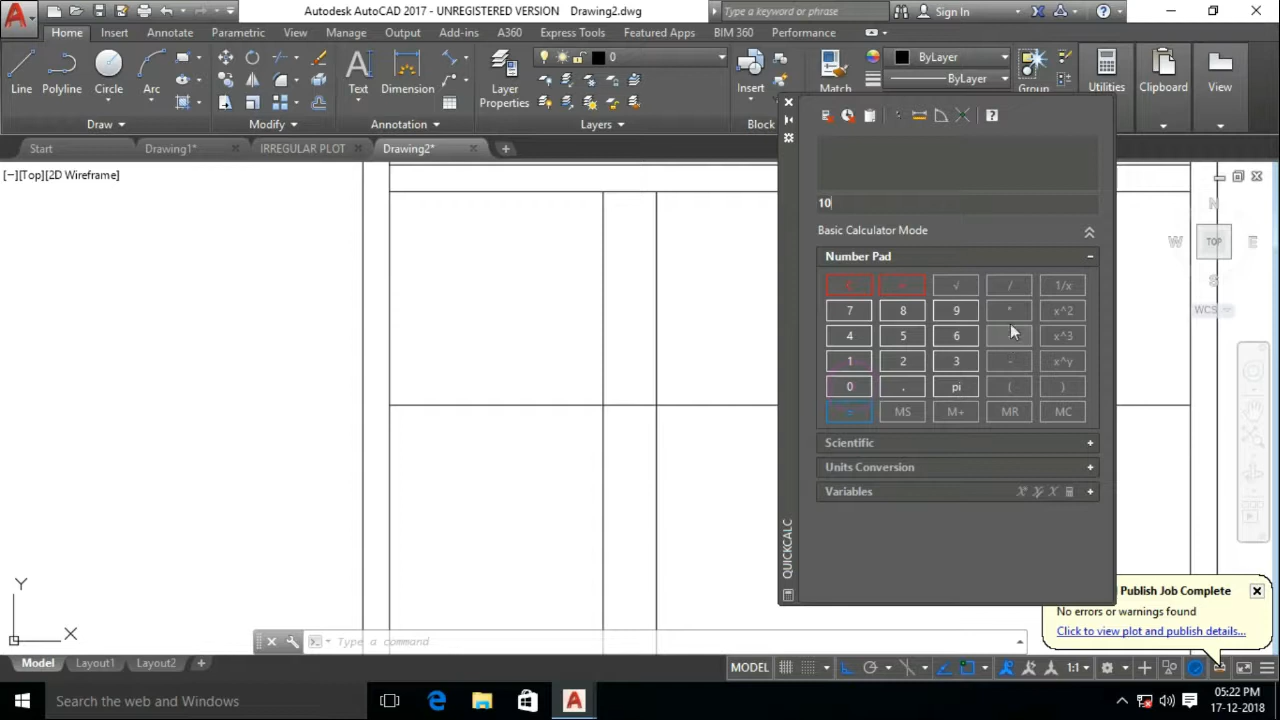 Autodesk AutoCAD 2017 - UNREGISTERED VERSION Drawing2.dwg
Type a keyword or phrase
Sign In
Home Insert Annotate Parametric View Manage Output Add-ins A360 Express Tools Featured Apps BIM 360 Performance
Line Polyline Circle Arc
Text Dimension
Layer Properties
0
Insert
Match
ByLayer
ByLayer
Group
Utilities
Clipboard
View
Draw Modify Annotation Layers Block
Start Drawing1* IRREGULAR PLOT Drawing2*
[−][Top][2D Wireframe]
10
Basic Calculator Mode
Number Pad
C √ / 1/x
7 8 9 * x^2
4 5 6 x^3
1 2 3 - x^y
0 . pi ( )
= MS M+ MR MC
Scientific
Units Conversion
Variables
QUICKCALC
N
W TOP E
S
WCS
Y
X
Publish Job Complete
No errors or warnings found
Click to view plot and publish details...
Type a command
Model Layout1 Layout2
MODEL
1:1
Search the web and Windows
05:22 PM
17-12-2018